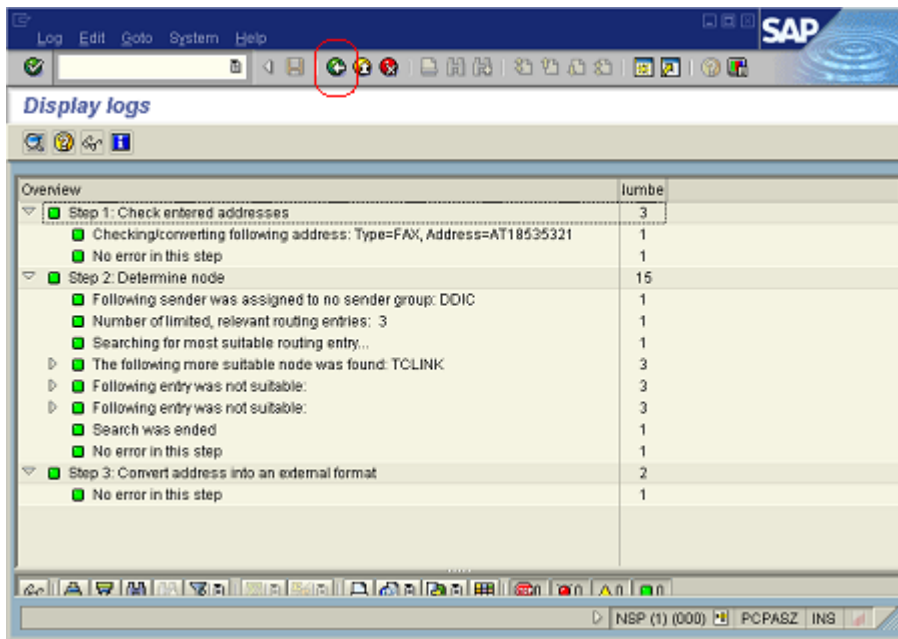 Log Edit Goto System Help
SAP
Display logs
Overview lumbe
Step 1: Check entered addresses 3
Checking/converting following address: Type=FAX, Address=AT18535321 1
No error in this step 1
Step 2: Determine node 15
Following sender was assigned to no sender group: DDIC 1
Number of limited, relevant routing entries: 3 1
Searching for most suitable routing entry... 1
The following more suitable node was found: TCLINK 3
Following entry was not suitable: 3
Following entry was not suitable: 3
Search was ended 1
No error in this step 1
Step 3: Convert address into an external format 2
No error in this step 1
0 0 0 0
NSP (1) (000) PCPASZ INS